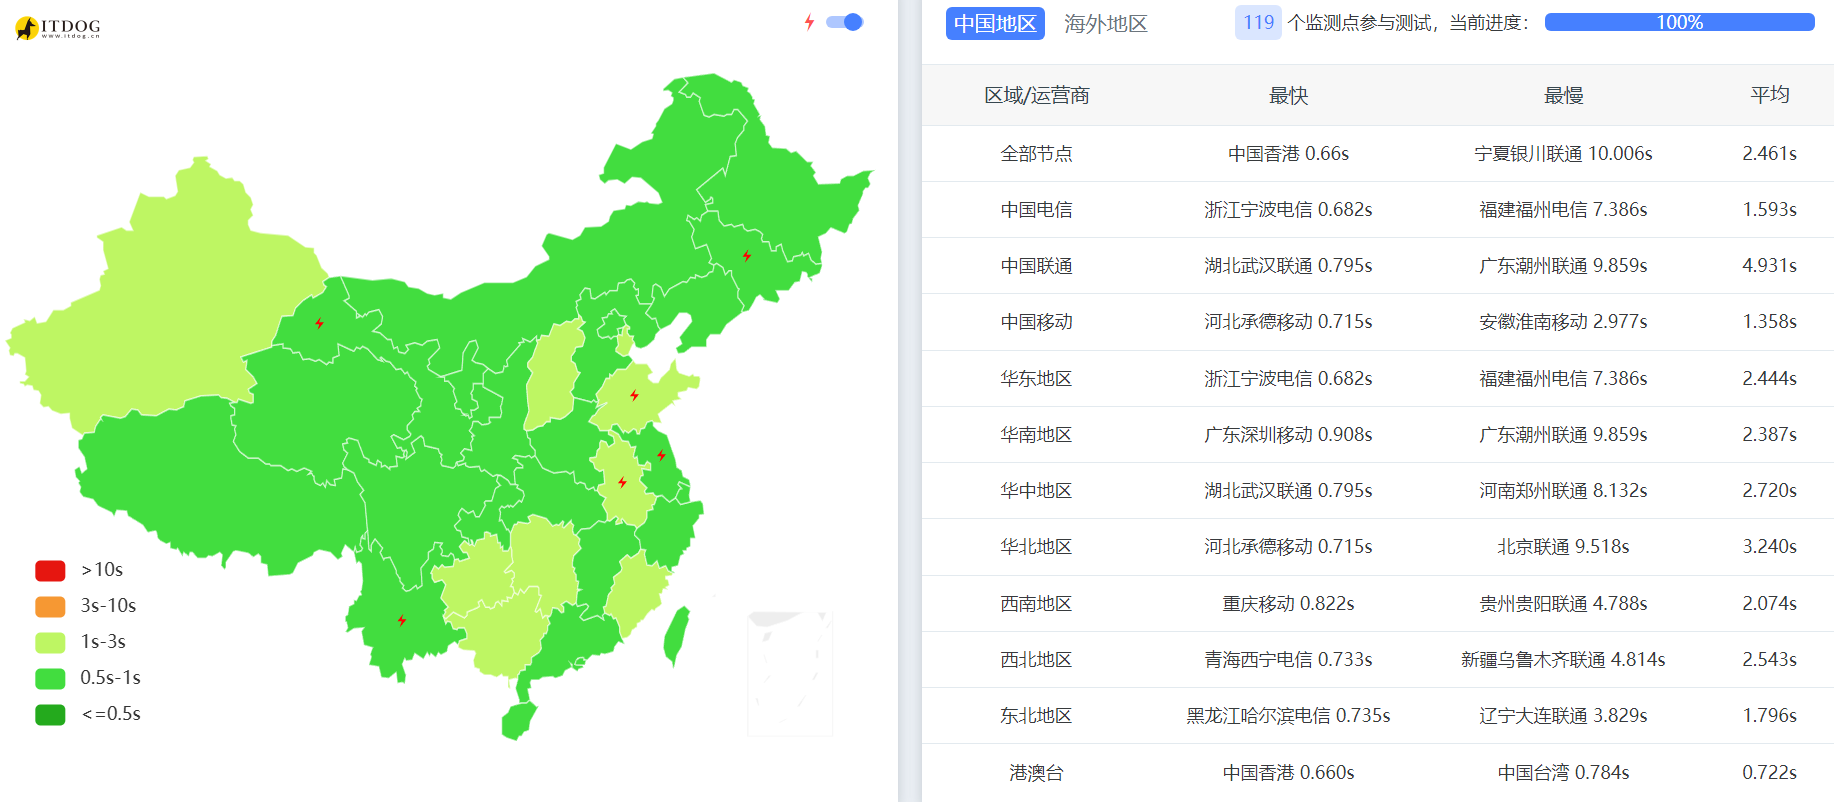 ITDOG
www.itdog.cn
>10s
3s-10s
1s-3s
0.5s-1s
<=0.5s
中国地区 海外地区 119 个监测点参与测试，当前进度： 100%
区域/运营商 最快 最慢 平均
全部节点 中国香港 0.66s 宁夏银川联通 10.006s 2.461s
中国电信 浙江宁波电信 0.682s 福建福州电信 7.386s 1.593s
中国联通 湖北武汉联通 0.795s 广东潮州联通 9.859s 4.931s
中国移动 河北承德移动 0.715s 安徽淮南移动 2.977s 1.358s
华东地区 浙江宁波电信 0.682s 福建福州电信 7.386s 2.444s
华南地区 广东深圳移动 0.908s 广东潮州联通 9.859s 2.387s
华中地区 湖北武汉联通 0.795s 河南郑州联通 8.132s 2.720s
华北地区 河北承德移动 0.715s 北京联通 9.518s 3.240s
西南地区 重庆移动 0.822s 贵州贵阳联通 4.788s 2.074s
西北地区 青海西宁电信 0.733s 新疆乌鲁木齐联通 4.814s 2.543s
东北地区 黑龙江哈尔滨电信 0.735s 辽宁大连联通 3.829s 1.796s
港澳台 中国香港 0.660s 中国台湾 0.784s 0.722s